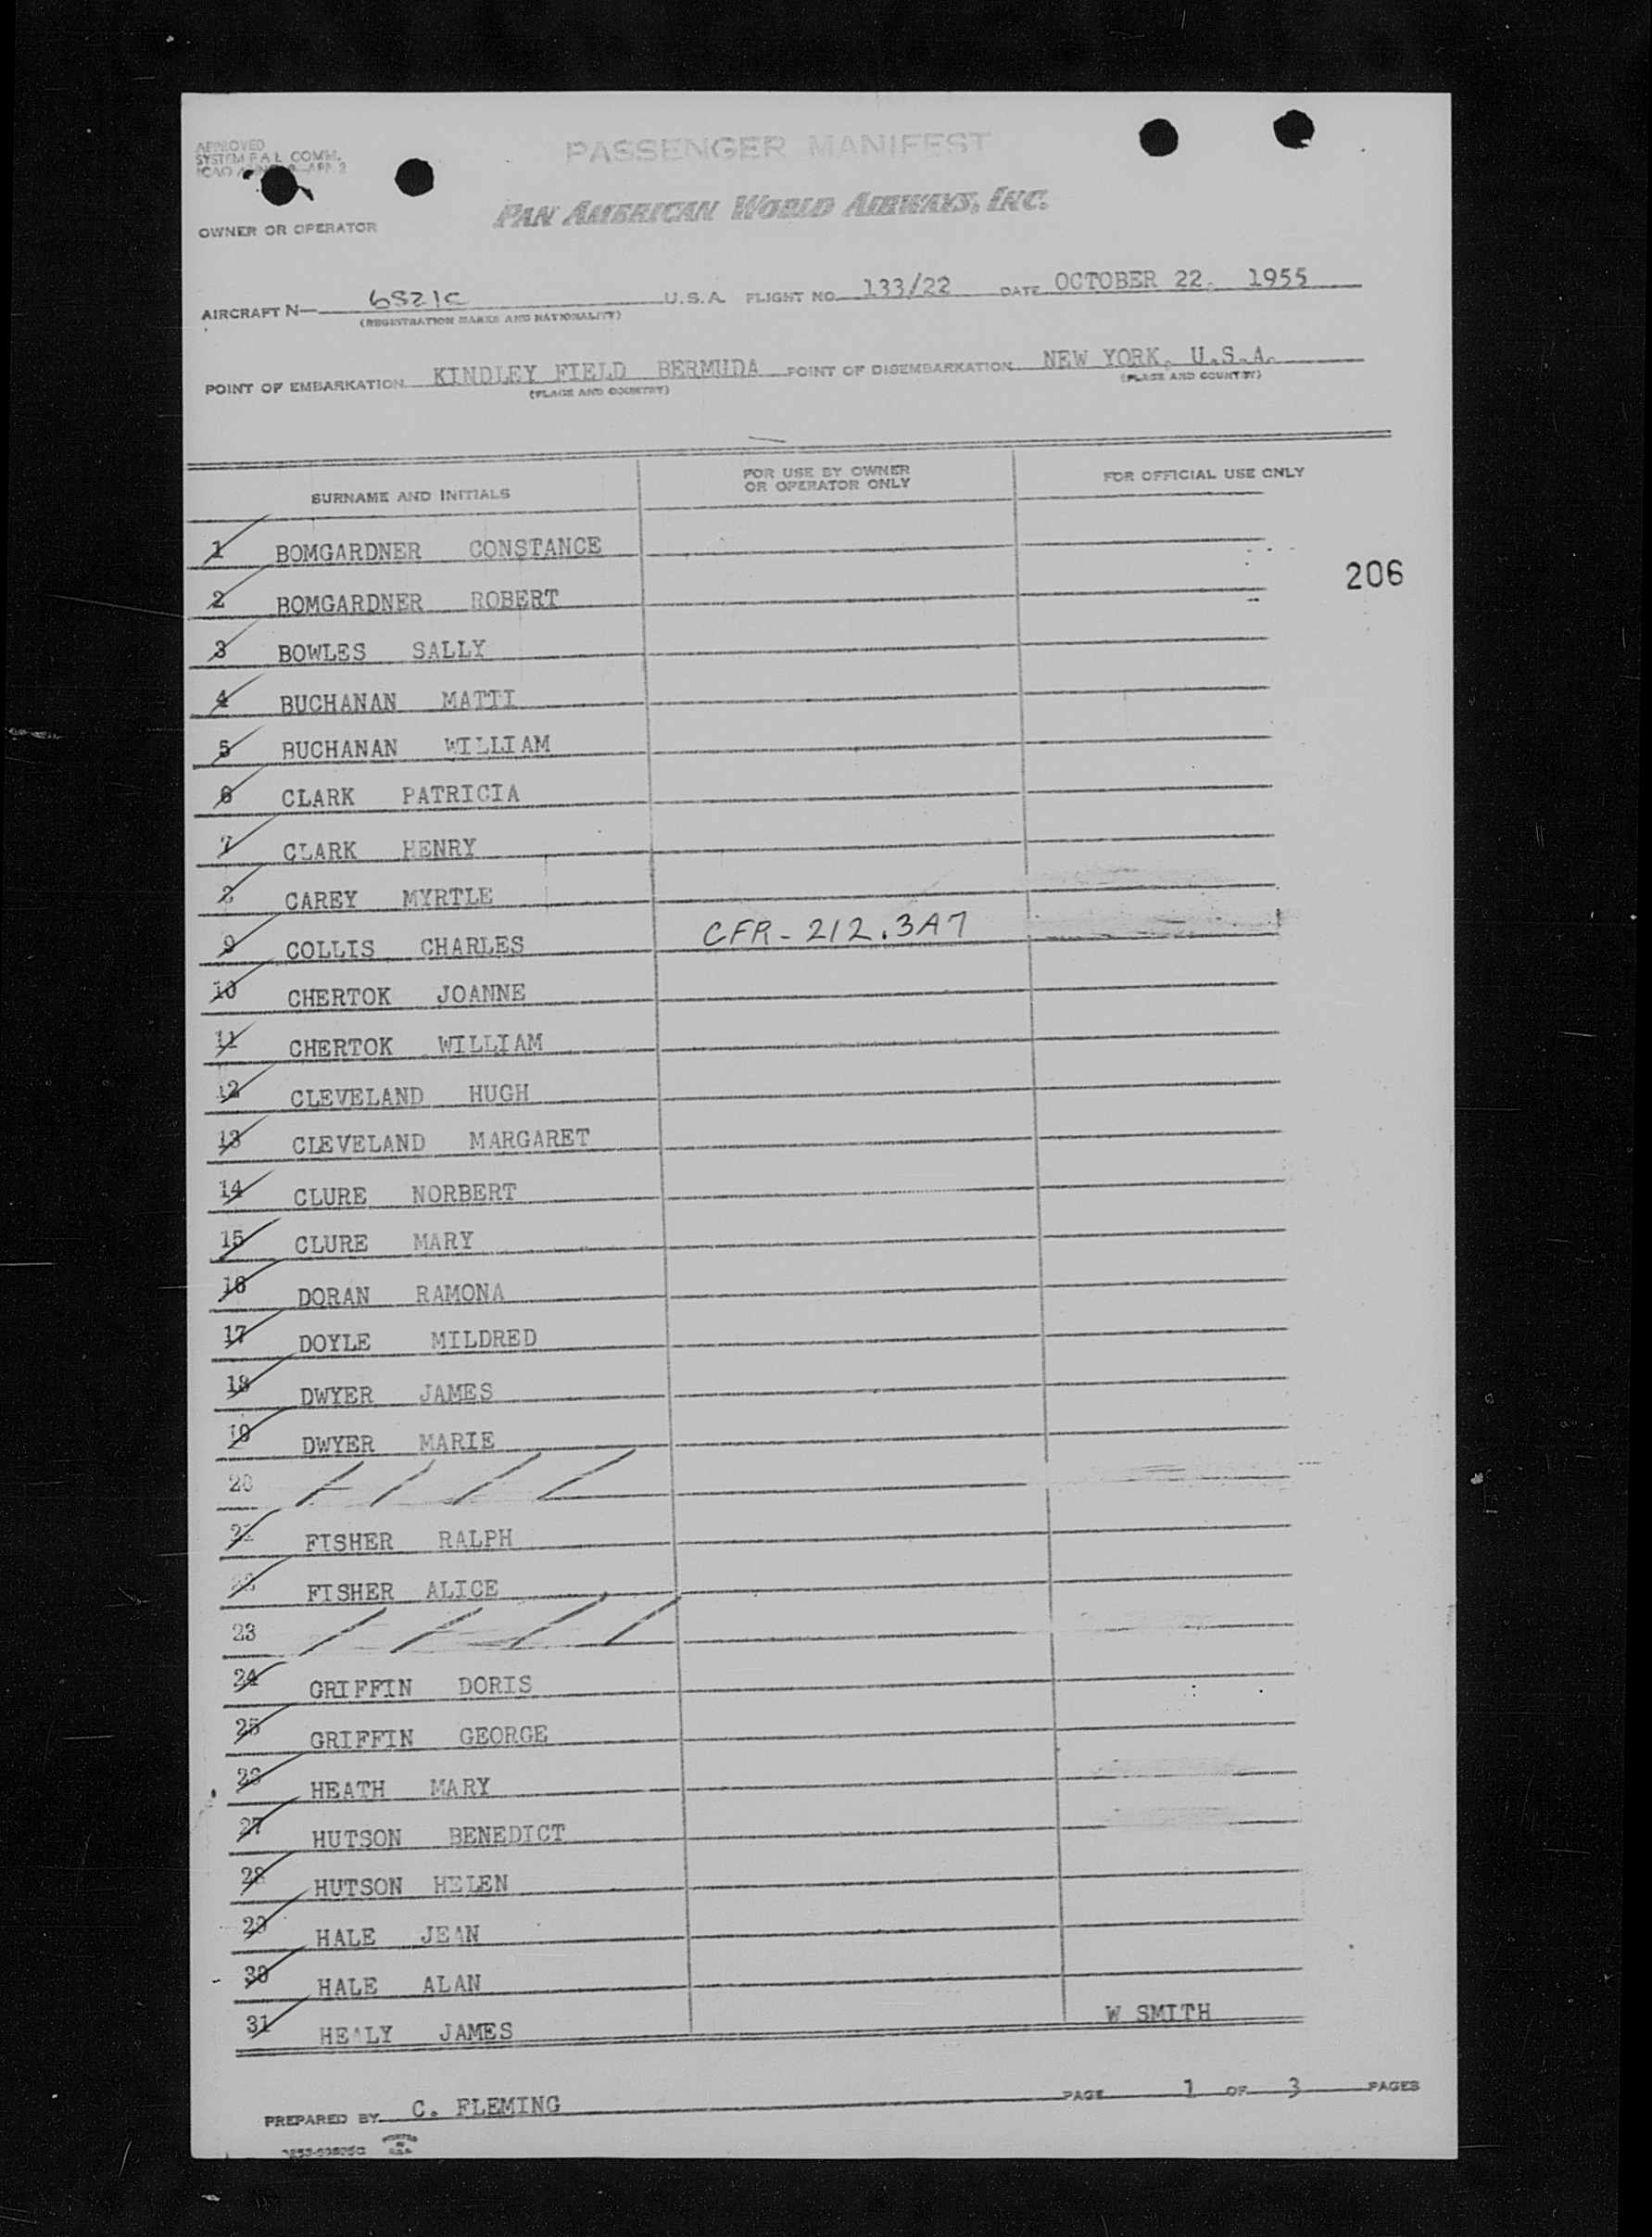 APPROVED
SYSTEM F A L COMM.
PASSENGER MANIFEST
PAN AMERICAN WORLD AIRWAYS, INC.
OWNER OR OPERATOR
AIRCRAFT N— 6521C U.S.A. FLIGHT NO. 133/22 DATE OCTOBER 22, 1955
(REGISTRATION MARKS AND NATIONALITY)
POINT OF EMBARKATION KINDLEY FIELD BERMUDA POINT OF DISEMBARKATION NEW YORK, U.S.A.
(PLACE AND COUNTRY) (PLACE AND COUNTRY)
SURNAME AND INITIALS FOR USE BY OWNER OR OPERATOR ONLY FOR OFFICIAL USE ONLY
1 BOMGARDNER CONSTANCE
206
2 BOMGARDNER ROBERT
3 BOWLES SALLY
4 BUCHANAN MATTI
5 BUCHANAN WILLIAM
6 CLARK PATRICIA
7 CLARK HENRY
8 CAREY MYRTLE
9 COLLIS CHARLES CFR-212.3A7
10 CHERTOK JOANNE
11 CHERTOK WILLIAM
12 CLEVELAND HUGH
13 CLEVELAND MARGARET
14 CLURE NORBERT
15 CLURE MARY
16 DORAN RAMONA
17 DOYLE MILDRED
18 DWYER JAMES
19 DWYER MARIE
20 / / / /
21 FISHER RALPH
22 FISHER ALICE
23 / / / /
24 GRIFFIN DORIS
25 GRIFFIN GEORGE
26 HEATH MARY
27 HUTSON BENEDICT
28 HUTSON HELEN
29 HALE JEAN
30 HALE ALAN
31 HEALY JAMES W SMITH
PREPARED BY C. FLEMING PAGE 1 OF 3 PAGES